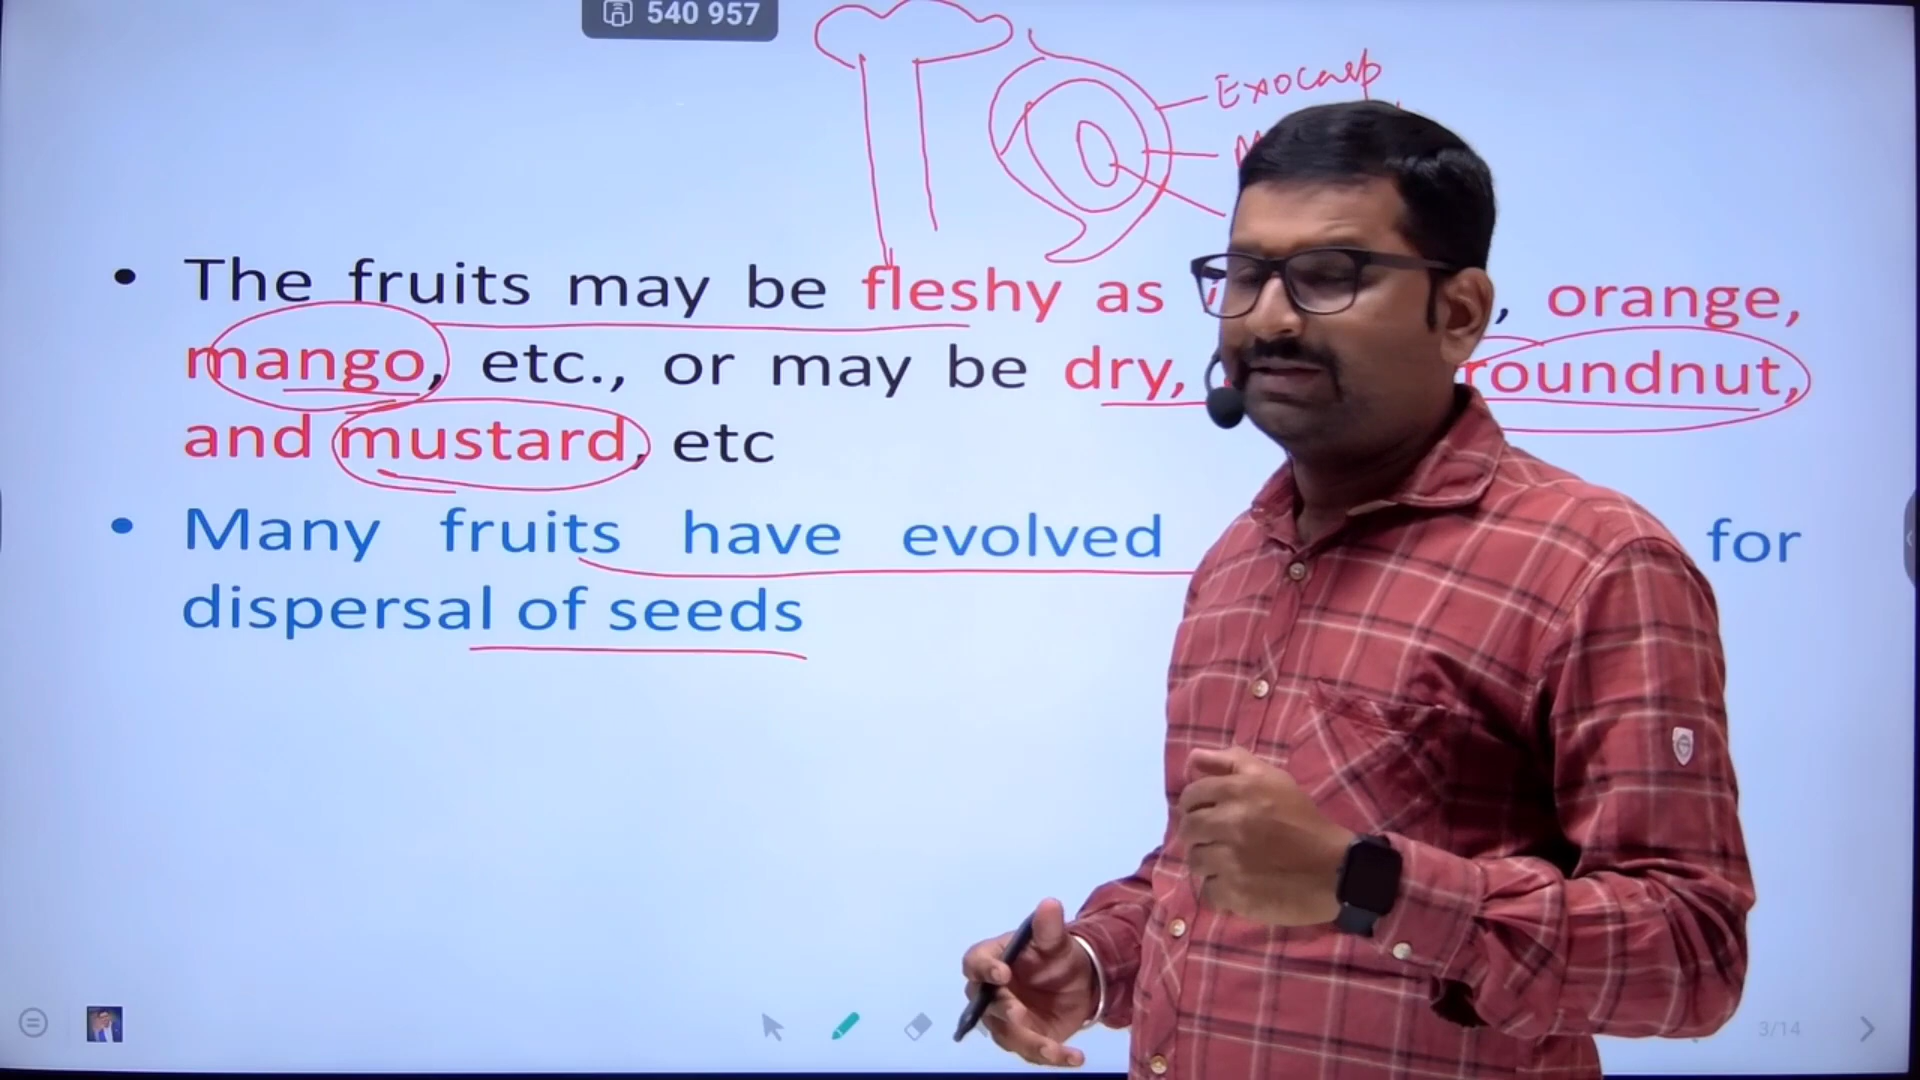 540 957
Exocarp
• The fruits may be fleshy as , orange,
mango, etc., or may be dry, roundnut,
and mustard, etc
• Many fruits have evolved for
dispersal of seeds
3/14